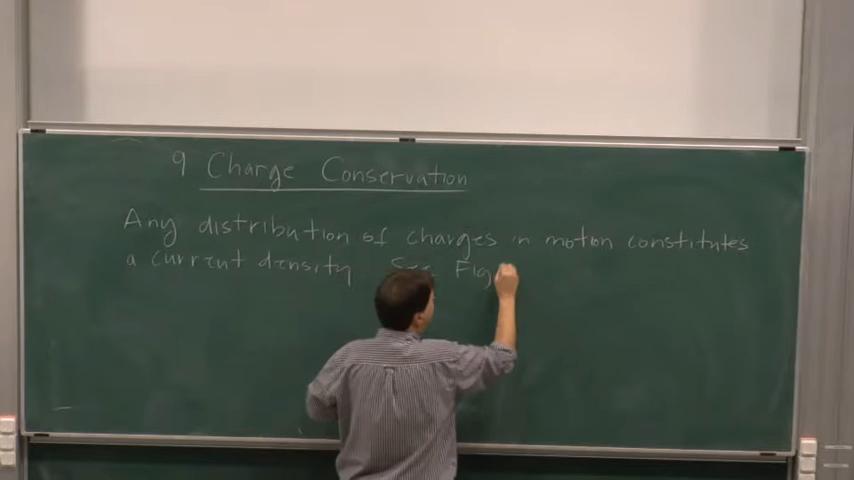 9 Charge Conservation
Any distribution of charges in motion constitutes
a current density See Fig